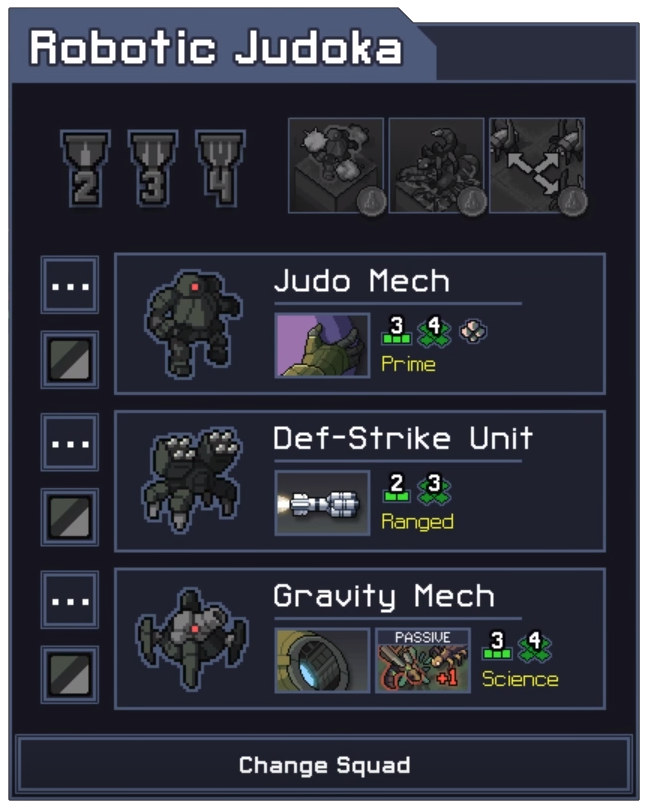 Robotic Judoka
2 3 4
...
Judo Mech
3 4
Prime
...
Def-Strike Unit
2 3
Ranged
...
Gravity Mech
PASSIVE
+1
3 4
Science
Change Squad